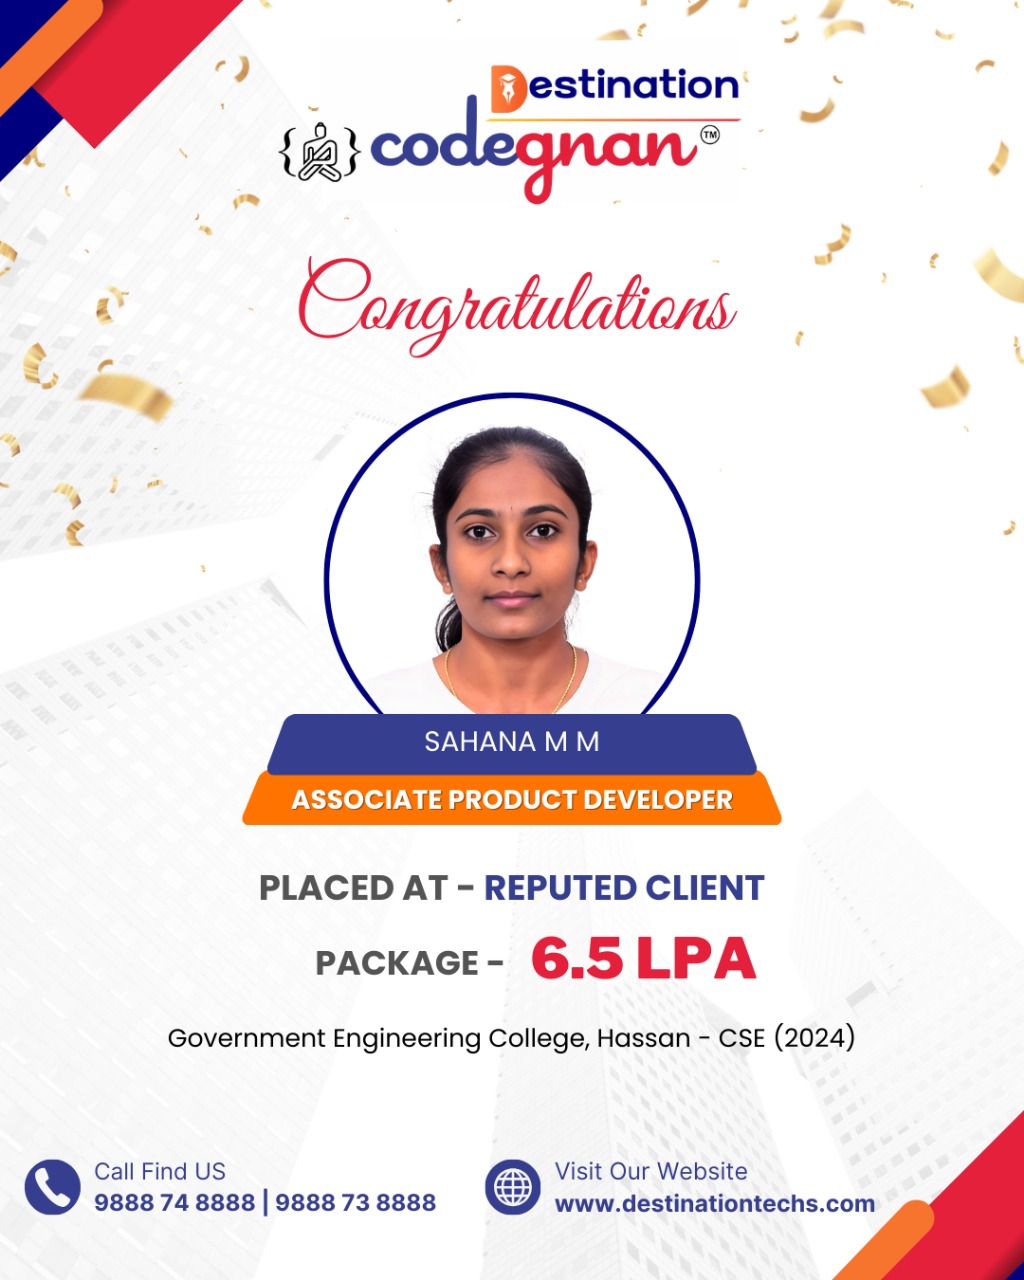 Destination
codegnan™
Congratulations
SAHANA M M
ASSOCIATE PRODUCT DEVELOPER
PLACED AT - REPUTED CLIENT
PACKAGE - 6.5 LPA
Government Engineering College, Hassan - CSE (2024)
Call Find US
9888 74 8888 | 9888 73 8888
Visit Our Website
www.destinationtechs.com